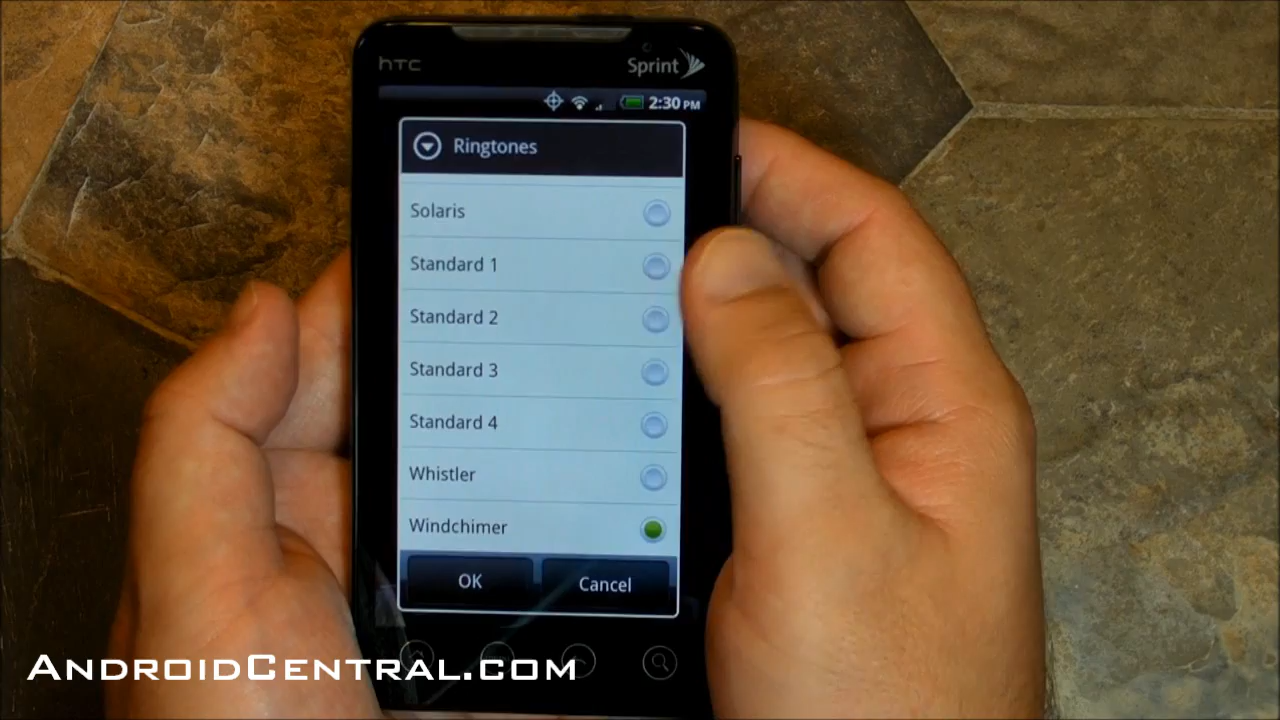 hTC
Sprint
2:30 PM
Ringtones
Solaris
Standard 1
Standard 2
Standard 3
Standard 4
Whistler
Windchimer
OK Cancel
ANDROIDCENTRAL.COM